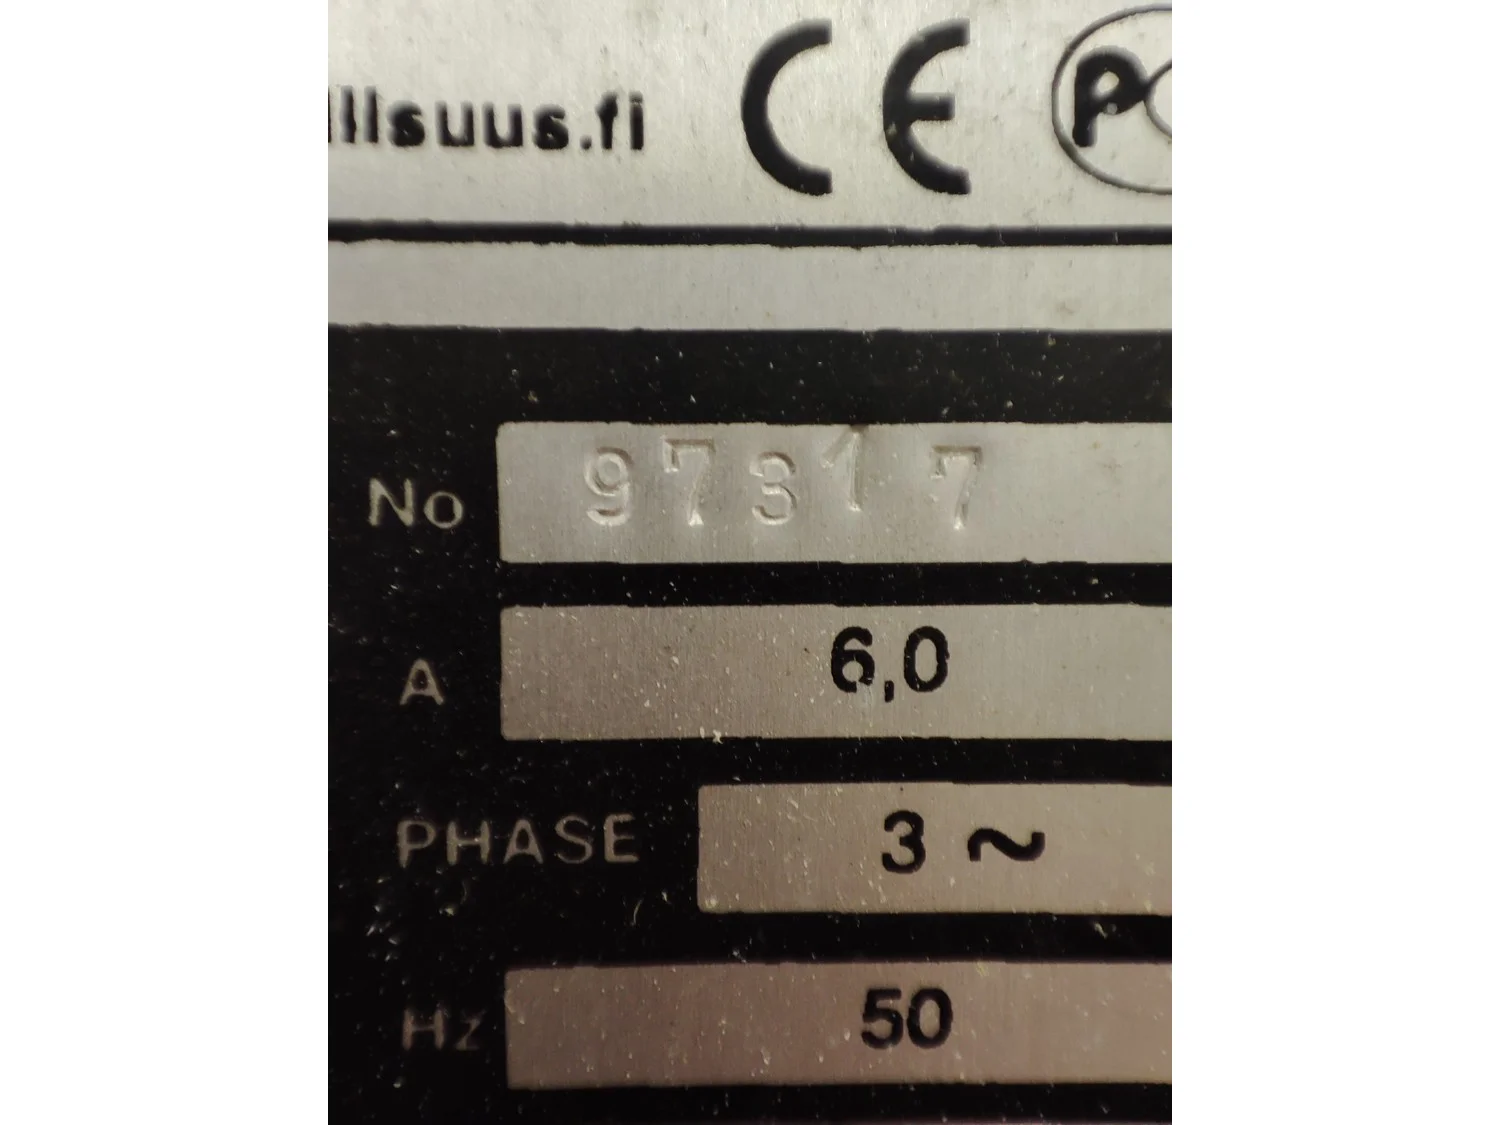 llisuus.fi CE P
No 97317
A 6,0
PHASE 3 ~
Hz 50